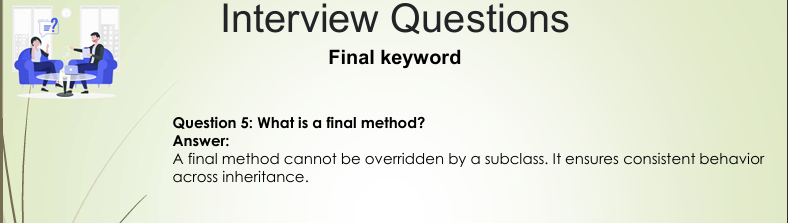 Interview Questions
Final keyword
Question 5: What is a final method?
Answer:
A final method cannot be overridden by a subclass. It ensures consistent behavior
across inheritance.